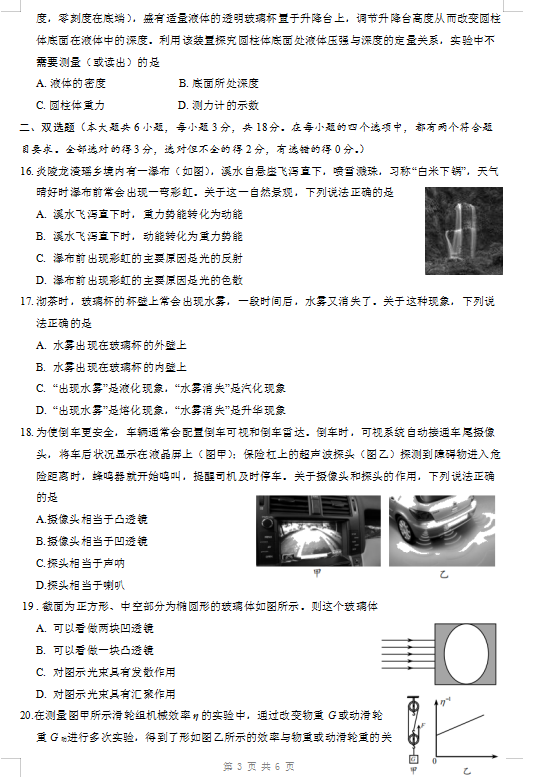 度，零刻度在底端），盛有适量液体的透明玻璃杯置于升降台上，调节升降台高度从而改变圆柱
体底面在液体中的深度。利用该装置探究圆柱体底面处液体压强与深度的定量关系，实验中不
需要测量（或读出）的是
A. 液体的密度 B. 底面所处深度
C. 圆柱体重力 D. 测力计的示数
二、双选题（本大题共6小题，每小题3分，共18分。在每小题的四个选项中，都有两个符合题
目要求。全部选对的得3分，选对但不全的得2分，有选错的得0分。）
16. 炎陵龙渣瑶乡境内有一瀑布（如图），溪水自悬崖飞泻直下，喷雪溅珠，习称“白米下锅”，天气
晴好时瀑布前常会出现一弯彩虹。关于这一自然景观，下列说法正确的是
A. 溪水飞泻直下时，重力势能转化为动能
B. 溪水飞泻直下时，动能转化为重力势能
C. 瀑布前出现彩虹的主要原因是光的反射
D. 瀑布前出现彩虹的主要原因是光的色散
17. 沏茶时，玻璃杯的杯壁上常会出现水雾，一段时间后，水雾又消失了。关于这种现象，下列说
法正确的是
A. 水雾出现在玻璃杯的外壁上
B. 水雾出现在玻璃杯的内壁上
C. “出现水雾”是液化现象，“水雾消失”是汽化现象
D. “出现水雾”是熔化现象，“水雾消失”是升华现象
18. 为使倒车更安全，车辆通常会配置倒车可视和倒车雷达。倒车时，可视系统自动接通车尾摄像
头，将车后状况显示在液晶屏上（图甲）；保险杠上的超声波探头（图乙）探测到障碍物进入危
险距离时，蜂鸣器就开始鸣叫，提醒司机及时停车。关于摄像头和探头的作用，下列说法正确
的是
A.摄像头相当于凸透镜
B.摄像头相当于凹透镜
C.探头相当于声呐
D.探头相当于喇叭
甲 乙
19．截面为正方形、中空部分为椭圆形的玻璃体如图所示。则这个玻璃体
A. 可以看做两块凹透镜
B. 可以看做一块凸透镜
C. 对图示光束具有发散作用
D. 对图示光束具有汇聚作用
20.在测量图甲所示滑轮组机械效率 η 的实验中，通过改变物重 G 或动滑轮
重 G动进行多次实验，得到了形如图乙所示的效率与物重或动滑轮重的关
F
G
甲
η⁻¹
0
乙
第 3 页 共 6 页